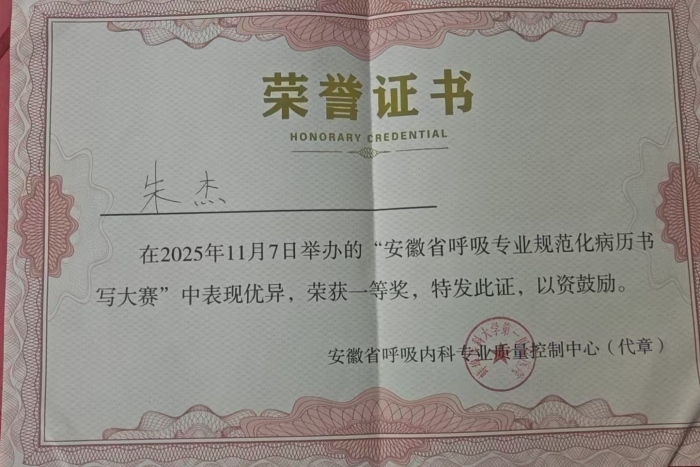 荣誉证书
HONORARY CREDENTIAL
朱杰
在2025年11月7日举办的“安徽省呼吸专业规范化病历书
写大赛”中表现优异，荣获一等奖，特发此证，以资鼓励。
安徽省呼吸内科专业质量控制中心（代章）